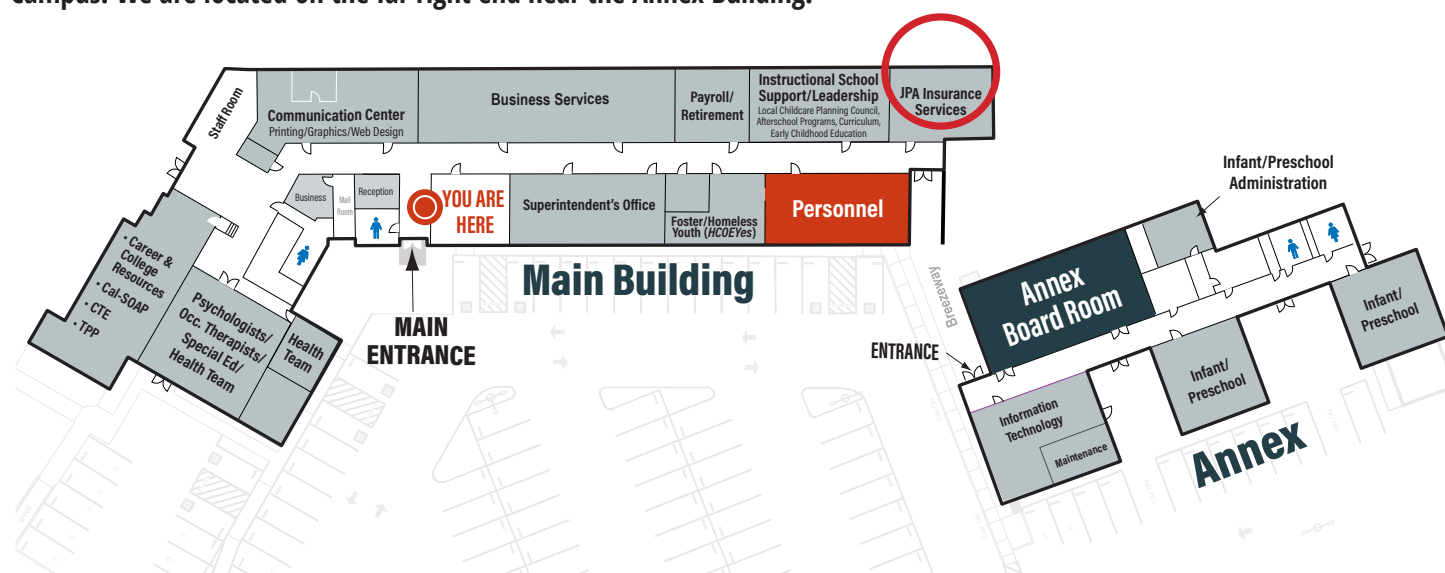 campus. We are located on the far right end near the Annex Building.
Staff Room
Communication Center
Printing/Graphics/Web Design
Business Services
Payroll/
Retirement
Instructional School
Support/Leadership
Local Childcare Planning Council,
Afterschool Programs, Curriculum,
Early Childhood Education
JPA Insurance
Services
Business
Mail
Room
Reception
YOU ARE
HERE
Superintendent's Office
Foster/Homeless
Youth (HCOEYes)
Personnel
Infant/Preschool
Administration
• Career &
College
Resources
• Cal-SOAP
• CTE
• TPP
Psychologists/
Occ. Therapists/
Special Ed/
Health Team
Health
Team
MAIN
ENTRANCE
Main Building
Breezeway
ENTRANCE
Annex
Board Room
Infant/
Preschool
Infant/
Preschool
Information
Technology
Maintenance
Annex